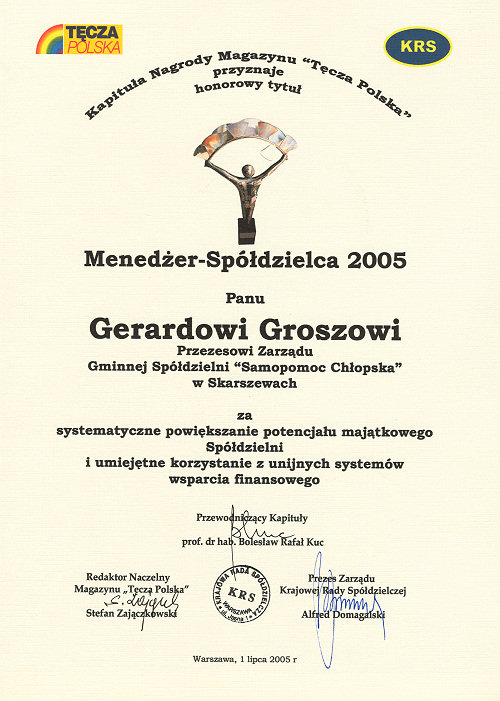 TĘCZA
POLSKA
KRS
Kapituła Nagrody Magazynu “Tęcza Polska”
przyznaje
honorowy tytuł
Menedżer-Spółdzielca 2005
Panu
Gerardowi Groszowi
Przezesowi Zarządu
Gminnej Spółdzielni “Samopomoc Chłopska”
w Skarszewach
za
systematyczne powiększanie potencjału majątkowego
Spółdzielni
i umiejętne korzystanie z unijnych systemów
wsparcia finansowego
Przewodniczący Kapituły
prof. dr hab. Bolesław Rafał Kuc
Redaktor Naczelny
Magazynu „Tęcza Polska”
Stefan Zajączkowski
KRAJOWA RADA SPÓŁDZIELCZA
KRS
WARSZAWA
Prezes Zarządu
Krajowej Rady Spółdzielczej
Alfred Domagalski
Warszawa, 1 lipca 2005 r